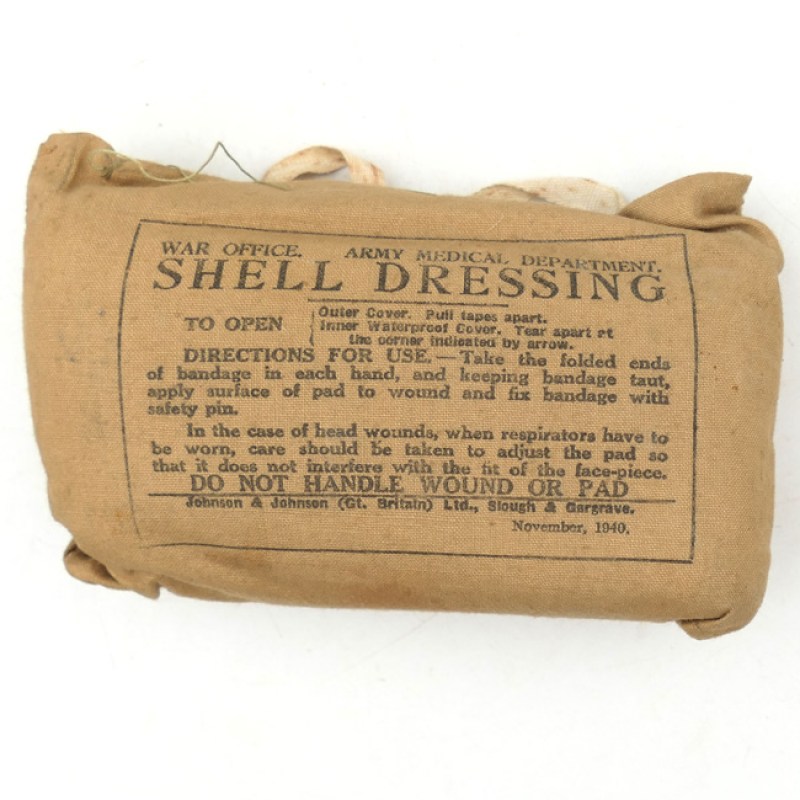 WAR OFFICE. ARMY MEDICAL DEPARTMENT.
SHELL DRESSING
TO OPEN { Outer Cover. Pull tapes apart.
Inner Waterproof Cover. Tear apart at
the corner indicated by arrow.
DIRECTIONS FOR USE.—Take the folded ends
of bandage in each hand, and keeping bandage taut,
apply surface of pad to wound and fix bandage with
safety pin.
In the case of head wounds, when respirators have to
be worn, care should be taken to adjust the pad so
that it does not interfere with the fit of the face-piece.
DO NOT HANDLE WOUND OR PAD
Johnson & Johnson (Gt. Britain) Ltd., Slough & Gargrave.
November, 1940.